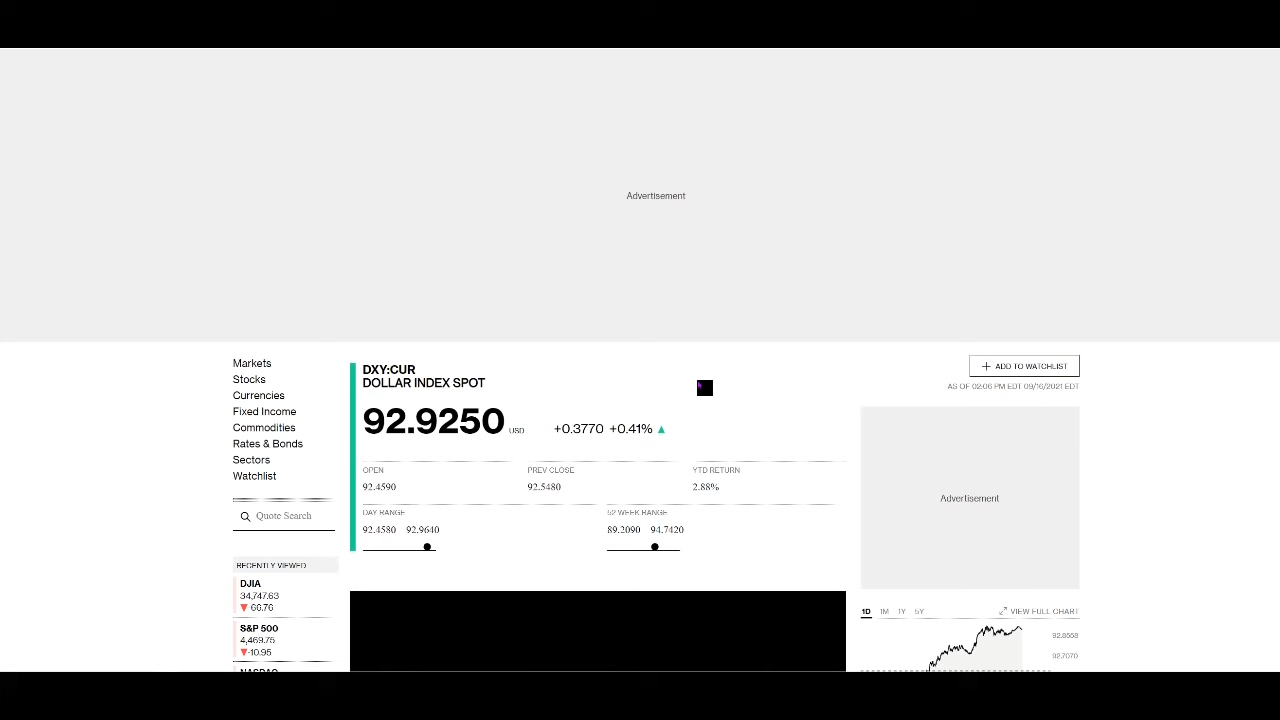 Advertisement
Markets
Stocks
Currencies
Fixed Income
Commodities
Rates & Bonds
Sectors
Watchlist
Quote Search
RECENTLY VIEWED
DJIA
34,747.63
▼ 66.76
S&P 500
4,469.75
▼-10.95
DXY:CUR
DOLLAR INDEX SPOT
92.9250 USD +0.3770 +0.41% ▲
OPEN PREV CLOSE YTD RETURN
92.4590 92.5480 2.88%
DAY RANGE 52 WEEK RANGE
92.4580 92.9640 89.2090 94.7420
+ ADD TO WATCHLIST
AS OF 02:06 PM EDT 09/16/2021 EDT
Advertisement
1D 1M 1Y 5Y VIEW FULL CHART
92.8558
92.7070